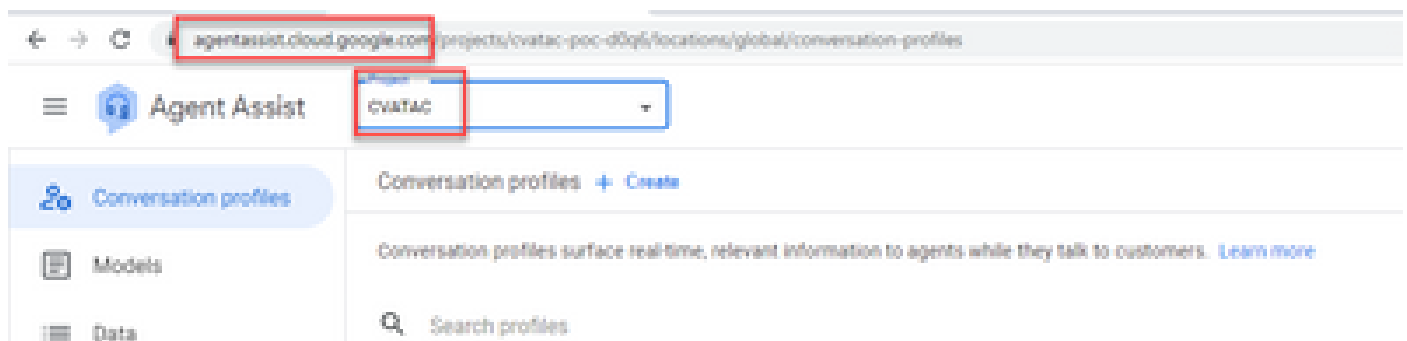 agentassist.cloud.google.com/projects/cvatac-poc-d0q6/locations/global/conversation-profiles
Agent Assist
Project
CVATAC
Conversation profiles
Conversation profiles + Create
Conversation profiles surface real-time, relevant information to agents while they talk to customers. Learn more
Models
Search profiles
Data